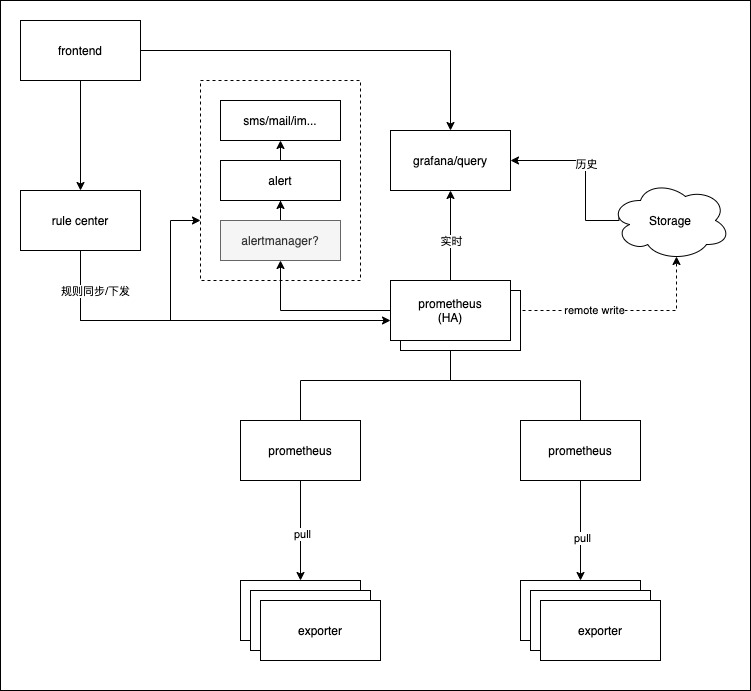 frontend
sms/mail/im...
alert
alertmanager?
grafana/query
历史
Storage
rule center
实时
规则同步/下发
prometheus
(HA)
remote write
prometheus
prometheus
pull
pull
exporter
exporter